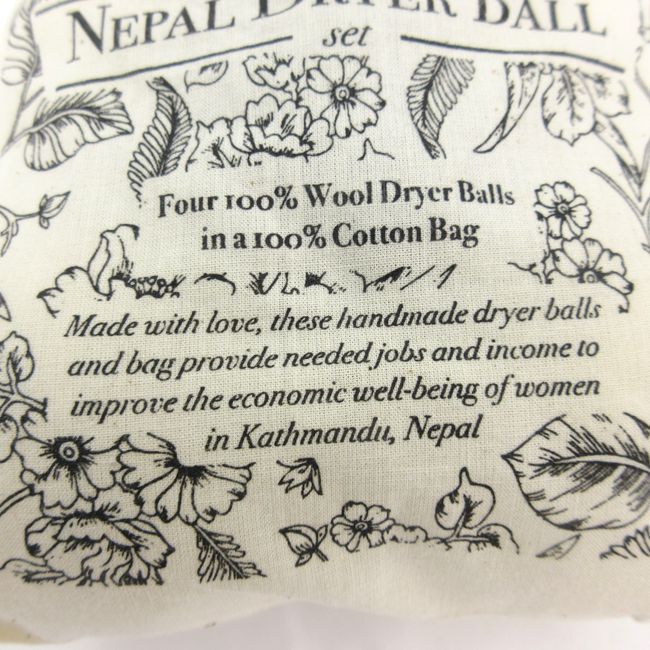 NEPAL DRYER BALL
set
Four 100% Wool Dryer Balls
in a 100% Cotton Bag
Made with love, these handmade dryer balls
and bag provide needed jobs and income to
improve the economic well-being of women
in Kathmandu, Nepal